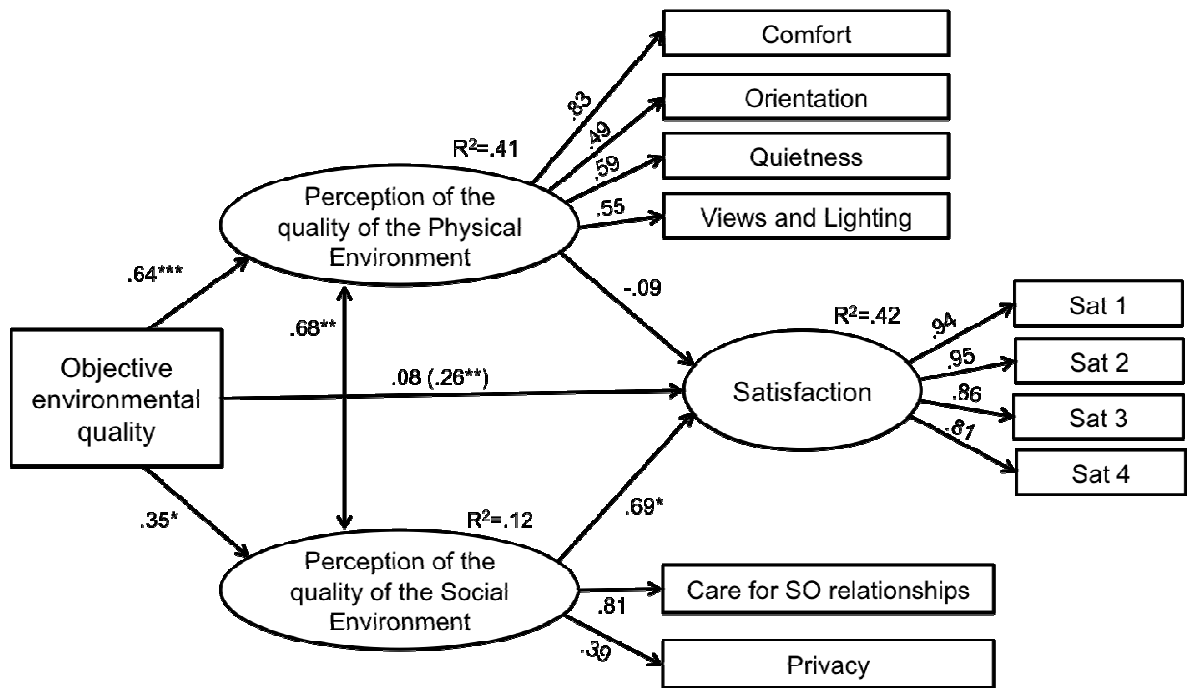 Comfort
.83
Orientation
.49
R²=.41
Quietness
.59
Perception of the
quality of the Physical
Environment
.55
Views and Lighting
.64***
-.09
.68**
R²=.42
.94
Sat 1
Objective
environmental
quality
.08 (.26**)
Satisfaction
.95
Sat 2
.86
Sat 3
.81
Sat 4
.35*
R²=.12
.69*
Perception of the
quality of the Social
Environment
Care for SO relationships
.81
.39
Privacy